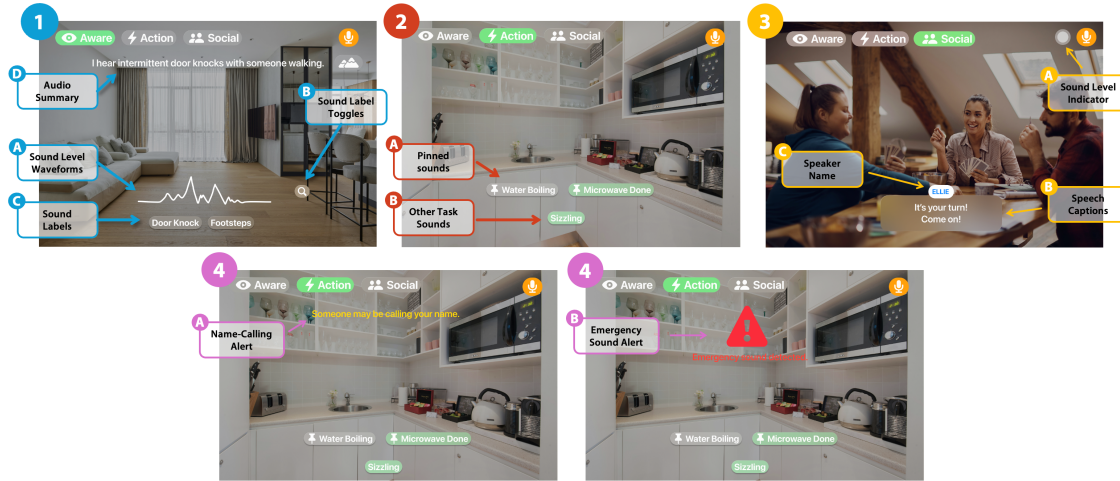 1
Aware Action Social
I hear intermittent door knocks with someone walking.
D
Audio
Summary
B
Sound Label
Toggles
A
Sound Level
Waveforms
C
Sound
Labels
Door Knock Footsteps
2
Aware Action Social
A
Pinned
sounds
Water Boiling Microwave Done
B
Other Task
Sounds
Sizzling
3
Aware Action Social
A
Sound Level
Indicator
C
Speaker
Name
ELLIE
It's your turn!
Come on!
B
Speech
Captions
4
Aware Action Social
Someone may be calling your name.
A
Name-Calling
Alert
Water Boiling Microwave Done
Sizzling
4
Aware Action Social
B
Emergency
Sound Alert
Emergency
Water Boiling Microwave Done
Sizzling